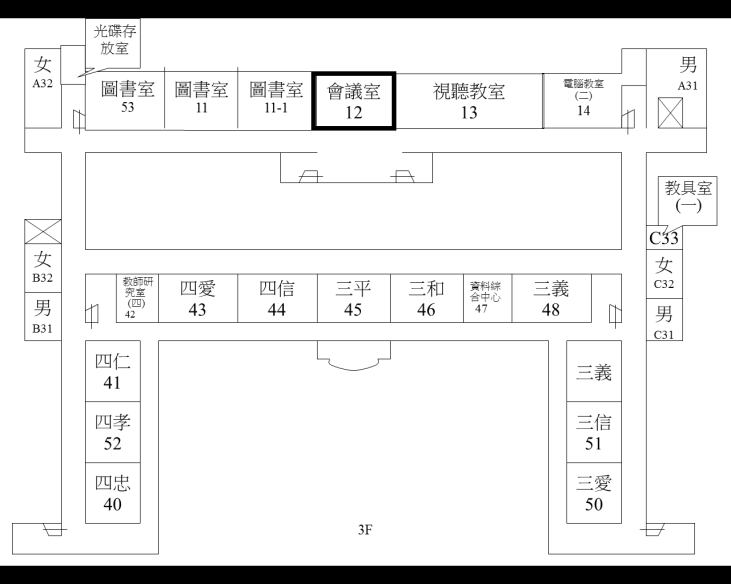 光碟存
放室
女
A32
圖書室
53
圖書室
11
圖書室
11-1
會議室
12
視聽教室
13
電腦教室
(二)
14
男
A31
教具室
(一)
C33
女
B32
男
B31
教師研
究室
(四)
42
四愛
43
四信
44
三平
45
三和
46
資料綜
合中心
47
三義
48
女
C32
男
C31
四仁
41
四孝
52
四忠
40
三義
三信
51
三愛
50
3F